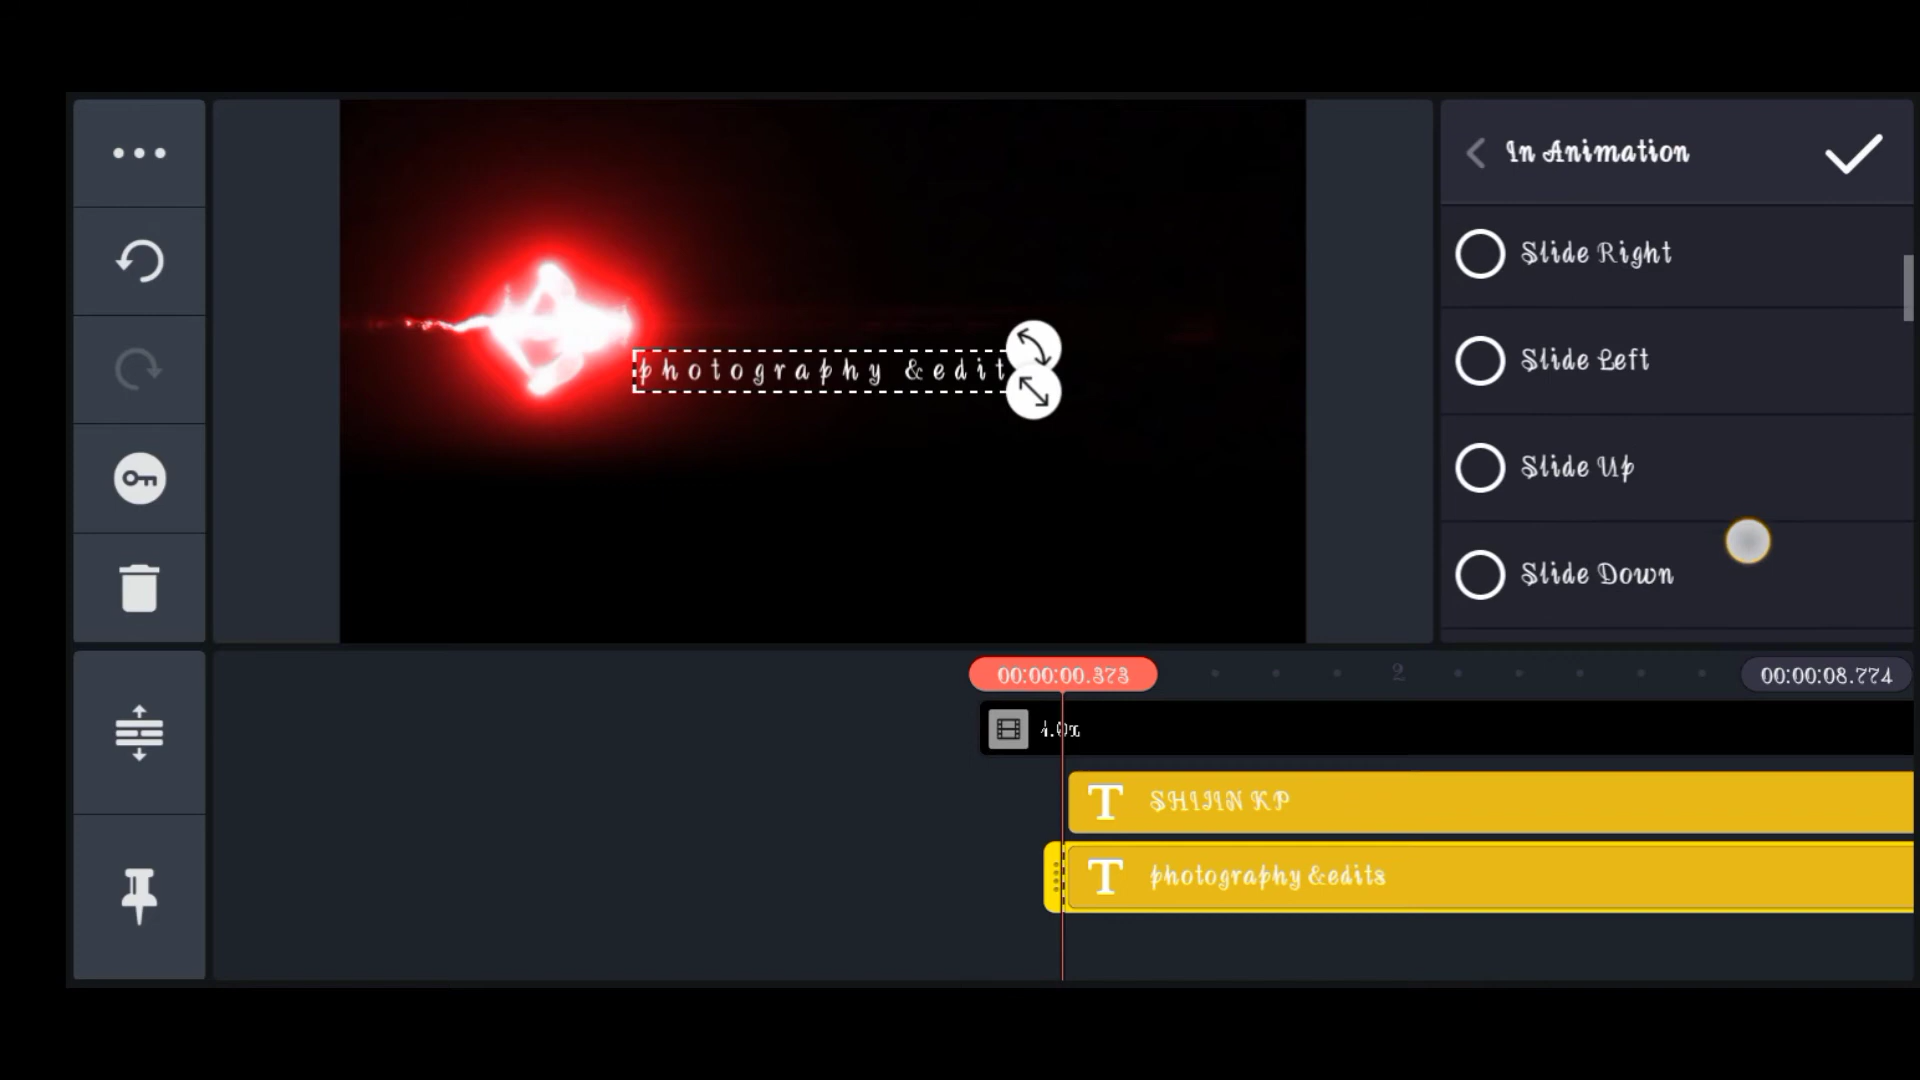 In Animation
Slide Right
Slide Left
Slide Up
Slide Down
photography &edit
00:00:00.373
2
00:00:08.774
SHIJIN KP
photography &edits